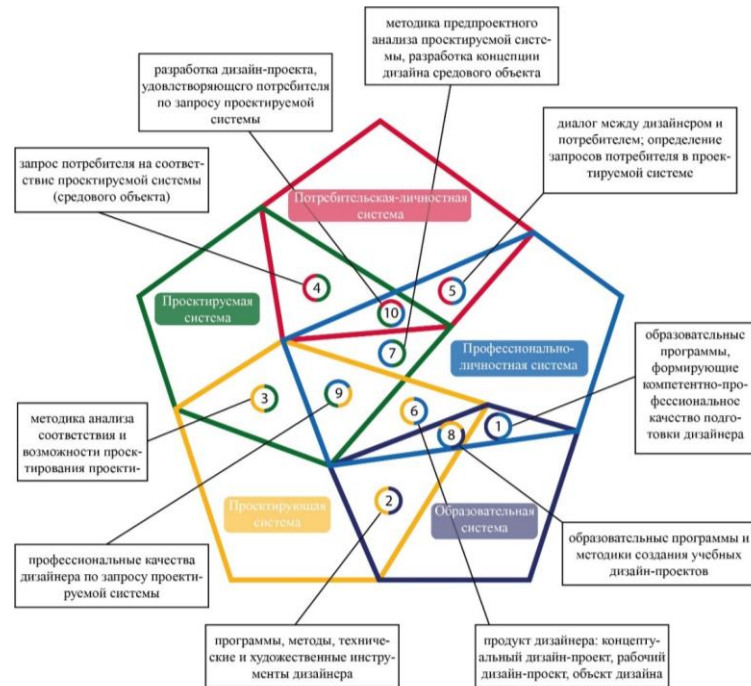 методика предпроектного
анализа проектируемой систе-
мы, разработка концепции
дизайна средового объекта
разработка дизайн-проекта,
удовлетворяющего потребителя
по запросу проектируемой
системы
диалог между дизайнером и
потребителем; определение
запросов потребителя в проек-
тируемой системе
запрос потребителя на соответ-
ствие проектируемой системы
(средового объекта)
Потребительская-личностная
система
4
5
10
Проектируемая
система
7
Профессионально-
личностная система
образовательные
программы,
формирующие
компетентно-про-
фессиональное
качество подгото-
вки дизайнера
3
9
6
1
8
методика анализа
соответствия и
возможности проек-
тирования проекти-
2
Проектирующая
система
Образовательная
система
профессиональные качества
дизайнера по запросу проекти-
руемой системы
образовательные программы и
методики создания учебных
дизайн-проектов
программы, методы, техниче-
ские и художественные инстру-
менты дизайнера
продукт дизайнера: концепту-
альный дизайн-проект, рабочий
дизайн-проект, объект дизайна